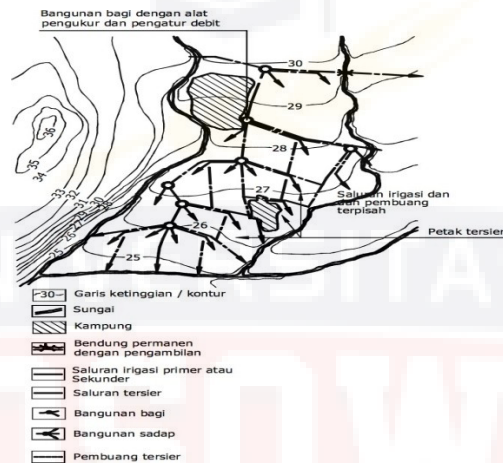 Bangunan bagi dengan alat
pengukur dan pengatur debit
30
29
28
27
26
25
36
35
34
33
32
Saluran irigasi dan
dan pembuang
terpisah
Petak tersier
30 Garis ketinggian / kontur
Sungai
Kampung
Bendung permanen
dengan pengambilan
Saluran irigasi primer atau
Sekunder
Saluran tersier
Bangunan bagi
Bangunan sadap
Pembuang tersier